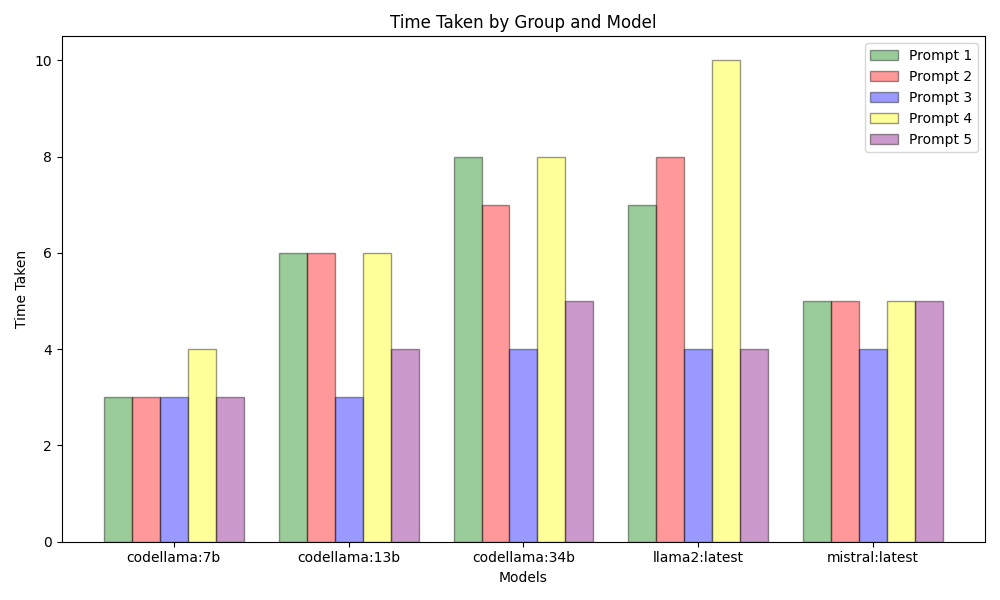 Time Taken by Group and Model
Prompt 1
Prompt 2
Prompt 3
Prompt 4
Prompt 5
Time Taken
10
8
6
4
2
0
codellama:7b codellama:13b codellama:34b llama2:latest mistral:latest
Models